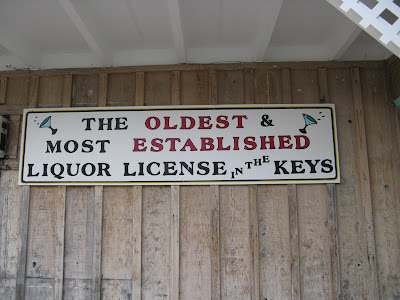 THE OLDEST &
MOST ESTABLISHED
LIQUOR LICENSE IN THE KEYS